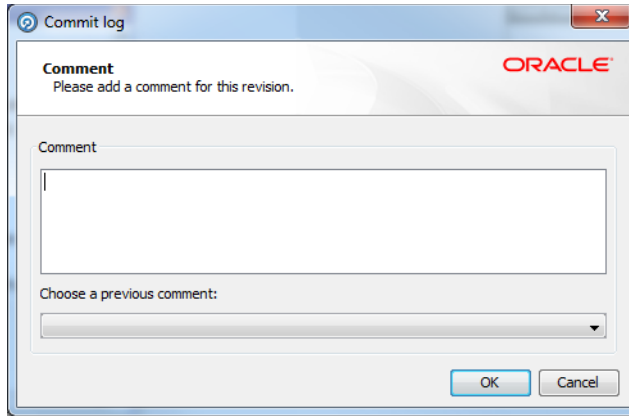 Commit log
Comment
ORACLE
Please add a comment for this revision.
Comment
Choose a previous comment:
OK
Cancel